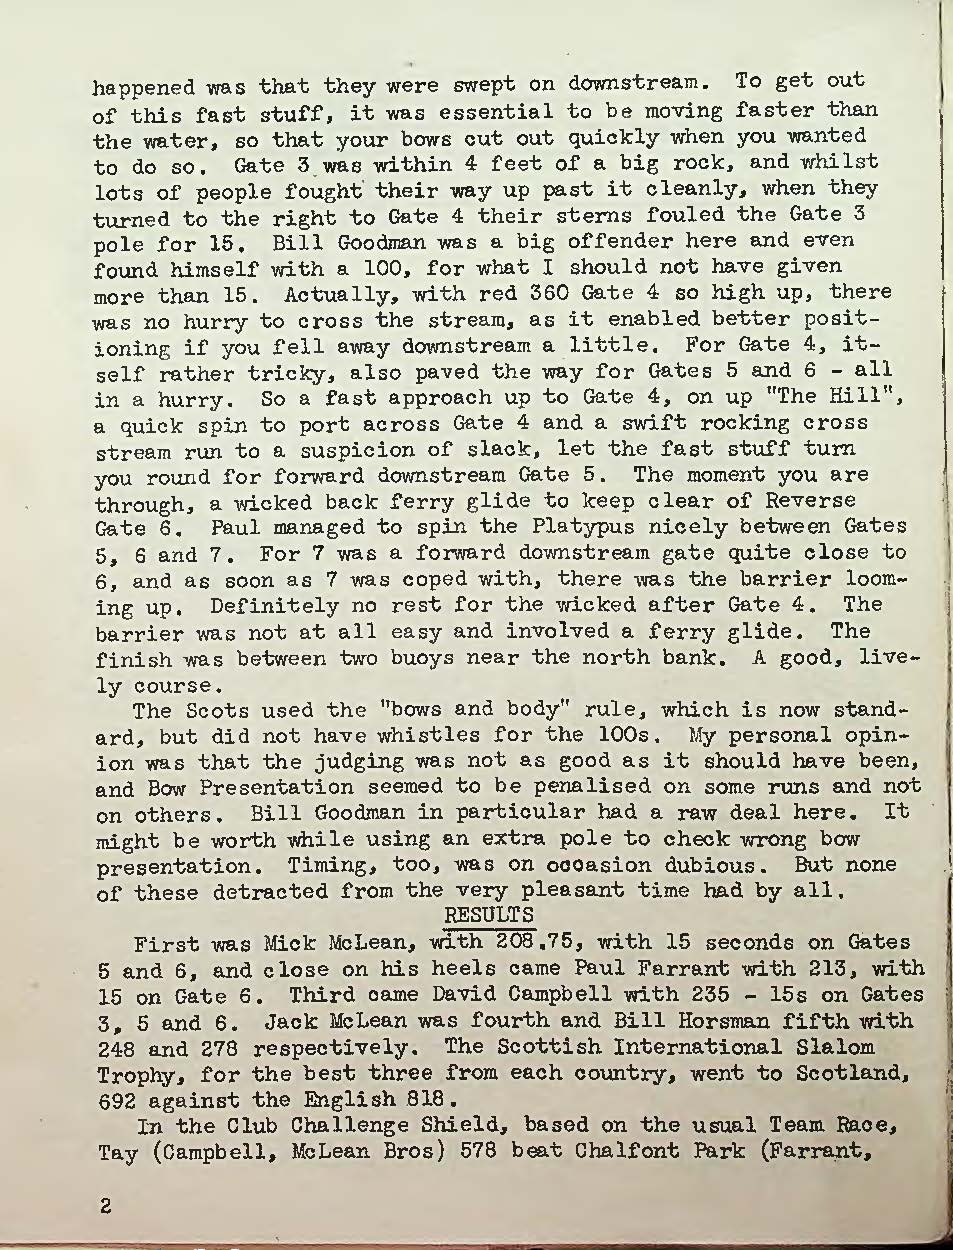 happened was that they were swept on downstream. To get out
of this fast stuff, it was essential to be moving faster than
the water, so that your bows cut out quickly when you wanted
to do so. Gate 3 was within 4 feet of a big rock, and whilst
lots of people fought their way up past it cleanly, when they
turned to the right to Gate 4 their sterns fouled the Gate 3
pole for 15. Bill Goodman was a big offender here and even
found himself with a 100, for what I should not have given
more than 15. Actually, with red 360 Gate 4 so high up, there
was no hurry to cross the stream, as it enabled better posit-
ioning if you fell away downstream a little. For Gate 4, it-
self rather tricky, also paved the way for Gates 5 and 6 - all
in a hurry. So a fast approach up to Gate 4, on up "The Hill",
a quick spin to port across Gate 4 and a swift rocking cross
stream run to a suspicion of slack, let the fast stuff turn
you round for forward downstream Gate 5. The moment you are
through, a wicked back ferry glide to keep clear of Reverse
Gate 6. Paul managed to spin the Platypus nicely between Gates
5, 6 and 7. For 7 was a forward downstream gate quite close to
6, and as soon as 7 was coped with, there was the barrier loom-
ing up. Definitely no rest for the wicked after Gate 4. The
barrier was not at all easy and involved a ferry glide. The
finish was between two buoys near the north bank. A good, live-
ly course.
The Scots used the "bows and body" rule, which is now stand-
ard, but did not have whistles for the 100s. My personal opin-
ion was that the judging was not as good as it should have been,
and Bow Presentation seemed to be penalised on some runs and not
on others. Bill Goodman in particular had a raw deal here. It
might be worth while using an extra pole to check wrong bow
presentation. Timing, too, was on occasion dubious. But none
of these detracted from the very pleasant time had by all.
RESULTS
First was Mick McLean, with 208.75, with 15 seconds on Gates
5 and 6, and close on his heels came Paul Farrant with 213, with
15 on Gate 6. Third came David Campbell with 235 - 15s on Gates
3, 5 and 6. Jack McLean was fourth and Bill Horsman fifth with
248 and 278 respectively. The Scottish International Slalom
Trophy, for the best three from each country, went to Scotland,
692 against the English 818.
In the Club Challenge Shield, based on the usual Team Race,
Tay (Campbell, McLean Bros) 578 beat Chalfont Park (Farrant,
2